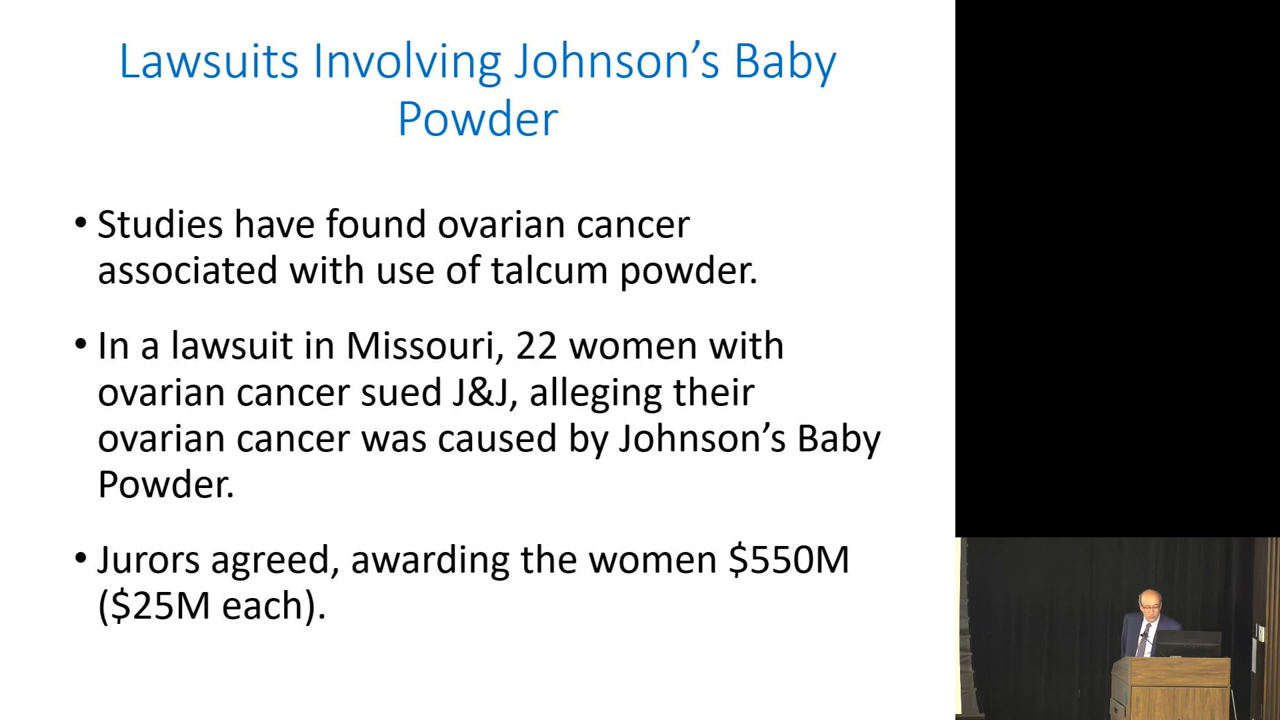 Lawsuits Involving Johnson’s Baby
Powder
• Studies have found ovarian cancer
associated with use of talcum powder.
• In a lawsuit in Missouri, 22 women with
ovarian cancer sued J&J, alleging their
ovarian cancer was caused by Johnson’s Baby
Powder.
• Jurors agreed, awarding the women $550M
($25M each).